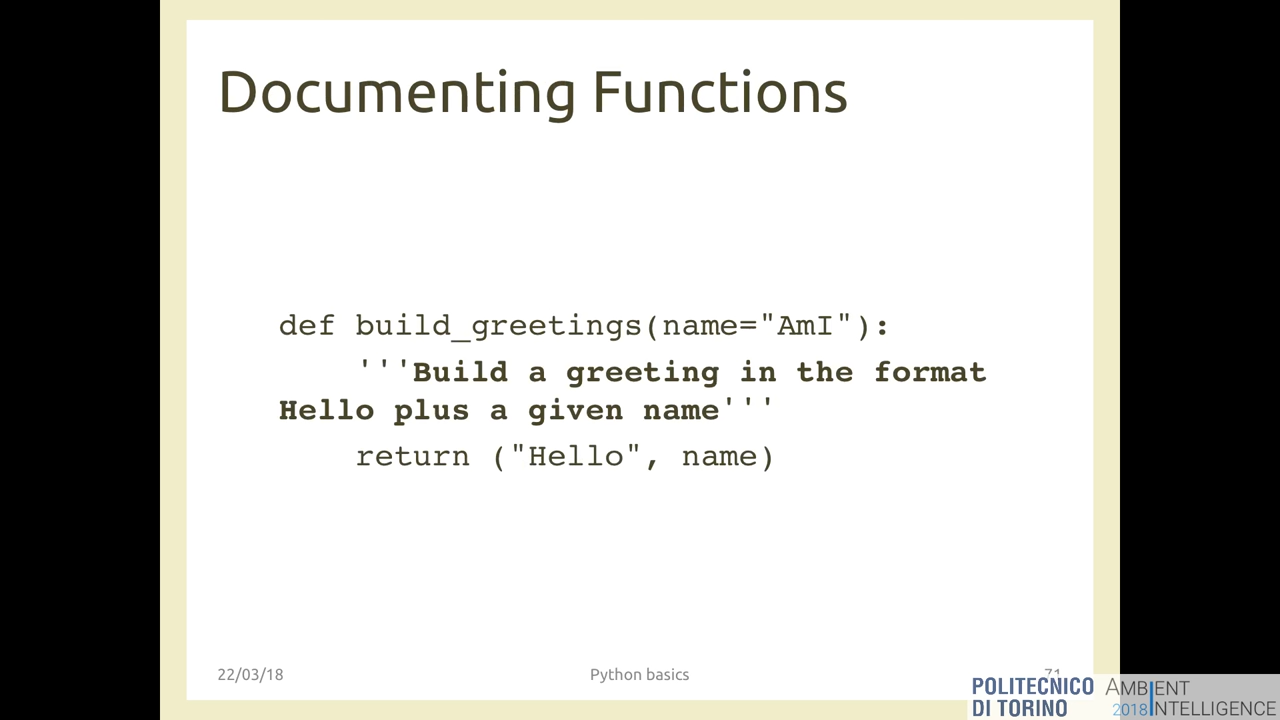 Documenting Functions
def build_greetings(name="AmI"):
'''Build a greeting in the format
Hello plus a given name'''
return ("Hello", name)
22/03/18
Python basics
71
POLITECNICO
DI TORINO
AMBIENT
2018 INTELLIGENCE